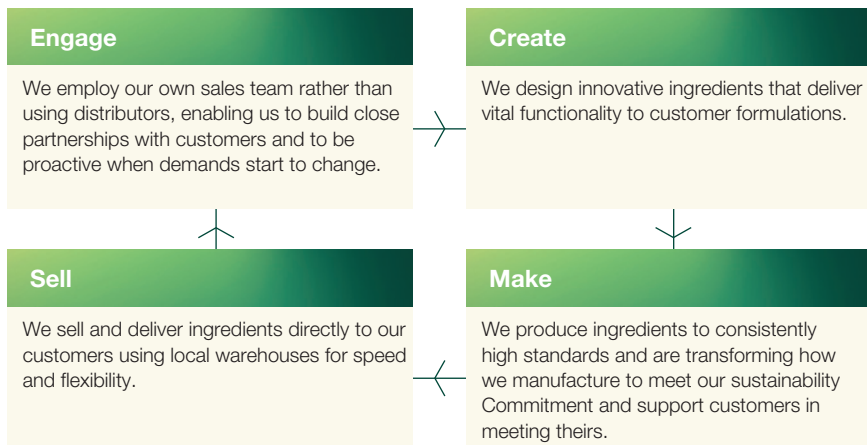 Engage
We employ our own sales team rather than
using distributors, enabling us to build close
partnerships with customers and to be
proactive when demands start to change.
Create
We design innovative ingredients that deliver
vital functionality to customer formulations.
Make
We produce ingredients to consistently
high standards and are transforming how
we manufacture to meet our sustainability
Commitment and support customers in
meeting theirs.
Sell
We sell and deliver ingredients directly to our
customers using local warehouses for speed
and flexibility.